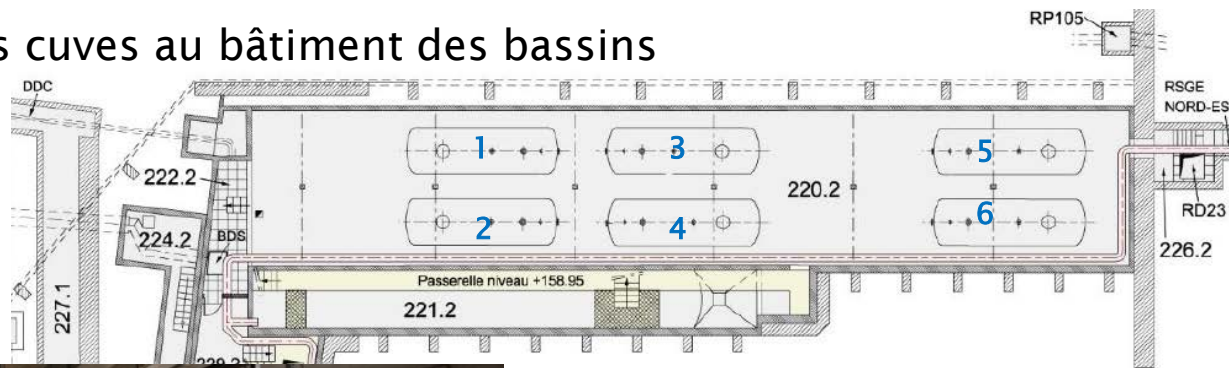 s cuves au bâtiment des bassins
RP105
DDC
RSGE
NORD-ES
1
3
5
222.2
220.2
2
4
6
RD23
224.2
BDS
226.2
Passerelle niveau +158.95
227.1
221.2